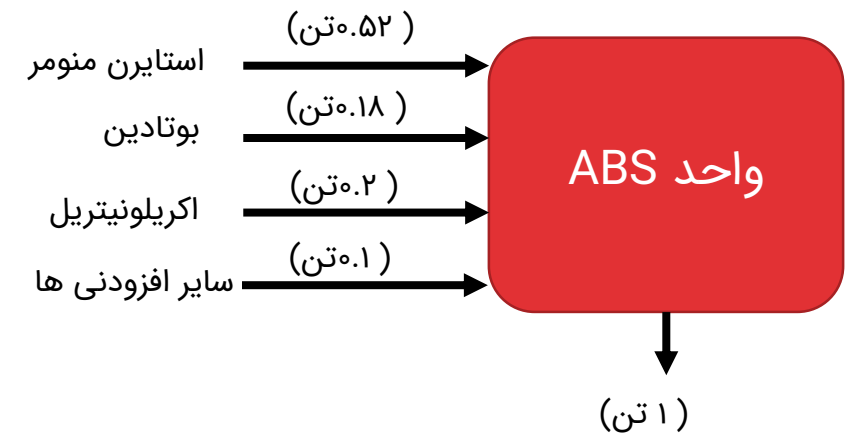 (۰.۵۲تن)
استایرن منومر
(۰.۱۸تن)
بوتادین
(۰.۲تن)
اکریلونیتریل
(۰.۱تن)
سایر افزودنی ها
واحد ABS
(۱ تن)